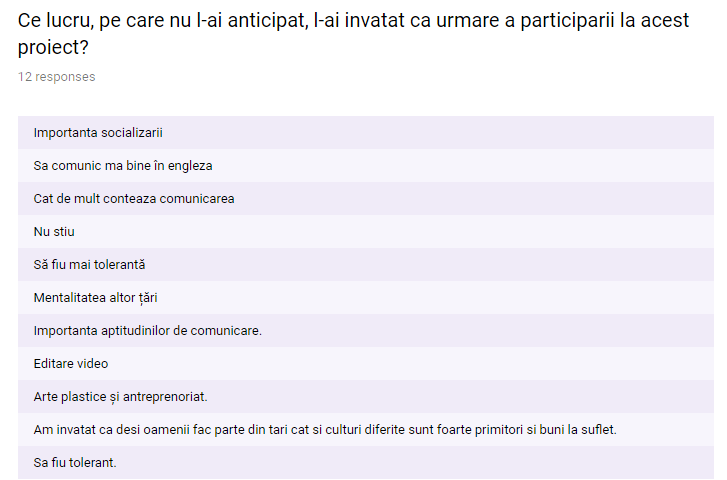 Ce lucru, pe care nu l-ai anticipat, l-ai invatat ca urmare a participarii la acest
proiect?
12 responses
Importanta socializarii
Sa comunic ma bine în engleza
Cat de mult conteaza comunicarea
Nu stiu
Să fiu mai tolerantă
Mentalitatea altor țări
Importanta aptitudinilor de comunicare.
Editare video
Arte plastice și antreprenoriat.
Am invatat ca desi oamenii fac parte din tari cat si culturi diferite sunt foarte primitori si buni la suflet.
Sa fiu tolerant.